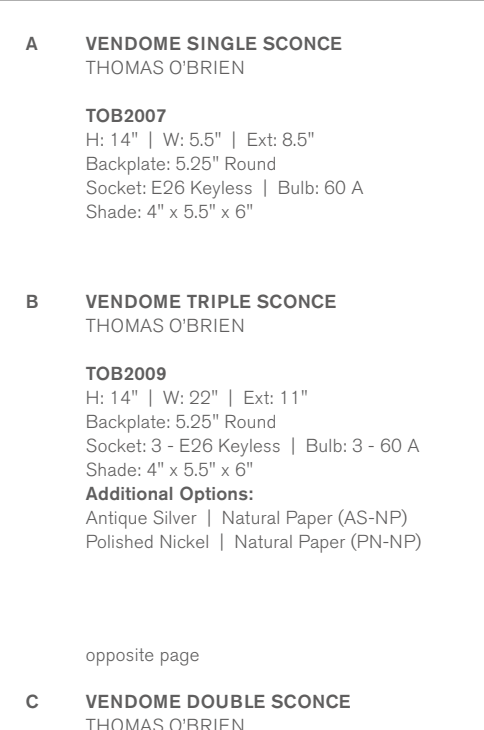 A VENDOME SINGLE SCONCE
THOMAS O'BRIEN
TOB2007
H: 14" | W: 5.5" | Ext: 8.5"
Backplate: 5.25" Round
Socket: E26 Keyless | Bulb: 60 A
Shade: 4" x 5.5" x 6"
B VENDOME TRIPLE SCONCE
THOMAS O'BRIEN
TOB2009
H: 14" | W: 22" | Ext: 11"
Backplate: 5.25" Round
Socket: 3 - E26 Keyless | Bulb: 3 - 60 A
Shade: 4" x 5.5" x 6"
Additional Options:
Antique Silver | Natural Paper (AS-NP)
Polished Nickel | Natural Paper (PN-NP)
opposite page
C VENDOME DOUBLE SCONCE
THOMAS O'BRIEN